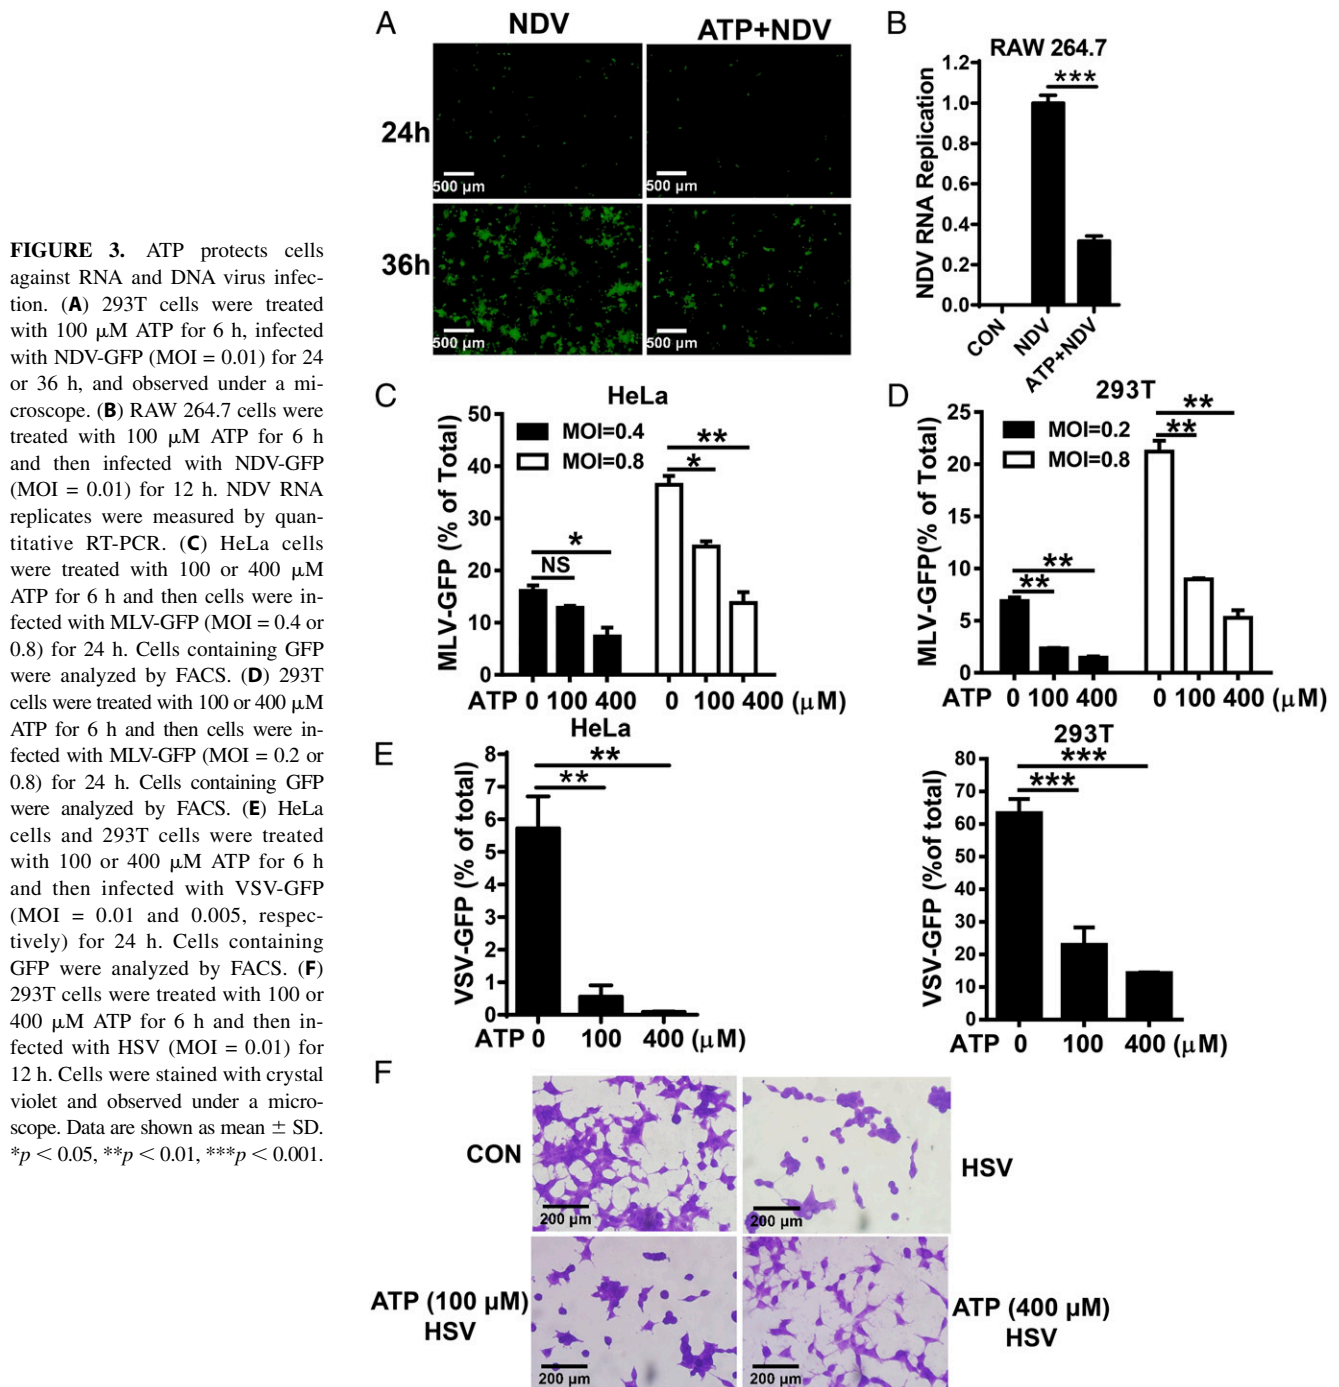 FIGURE 3. ATP protects cells
against RNA and DNA virus infec-
tion. (A) 293T cells were treated
with 100 μM ATP for 6 h, infected
with NDV-GFP (MOI = 0.01) for 24
or 36 h, and observed under a mi-
croscope. (B) RAW 264.7 cells were
treated with 100 μM ATP for 6 h
and then infected with NDV-GFP
(MOI = 0.01) for 12 h. NDV RNA
replicates were measured by quan-
titative RT-PCR. (C) HeLa cells
were treated with 100 or 400 μM
ATP for 6 h and then cells were in-
fected with MLV-GFP (MOI = 0.4 or
0.8) for 24 h. Cells containing GFP
were analyzed by FACS. (D) 293T
cells were treated with 100 or 400 μM
ATP for 6 h and then cells were in-
fected with MLV-GFP (MOI = 0.2 or
0.8) for 24 h. Cells containing GFP
were analyzed by FACS. (E) HeLa
cells and 293T cells were treated
with 100 or 400 μM ATP for 6 h
and then infected with VSV-GFP
(MOI = 0.01 and 0.005, respec-
tively) for 24 h. Cells containing
GFP were analyzed by FACS. (F)
293T cells were treated with 100 or
400 μM ATP for 6 h and then in-
fected with HSV (MOI = 0.01) for
12 h. Cells were stained with crystal
violet and observed under a micro-
scope. Data are shown as mean ± SD.
*p < 0.05, **p < 0.01, ***p < 0.001.
A
NDV
ATP+NDV
24h
500 μm
500 μm
36h
500 μm
500 μm
B
RAW 264.7
NDV RNA Replication
1.2
1.0
0.8
0.6
0.4
0.2
0.0
***
CON
NDV
ATP+NDV
C
HeLa
MLV-GFP (% of Total)
50
40
30
20
10
0
MOI=0.4
MOI=0.8
NS
*
*
**
ATP 0 100 400 0 100 400 (μM)
D
293T
MLV-GFP(% of Total)
25
20
15
10
5
0
MOI=0.2
MOI=0.8
**
**
**
**
ATP 0 100 400 0 100 400 (μM)
E
HeLa
VSV-GFP (% of total)
8
7
6
5
4
3
2
1
0
**
**
ATP 0 100 400 (μM)
293T
VSV-GFP (%of total)
80
70
60
50
40
30
20
10
0
***
***
ATP 0 100 400 (μM)
F
CON
200 μm
HSV
200 μm
ATP (100 μM)
HSV
200 μm
ATP (400 μM)
HSV
200 μm